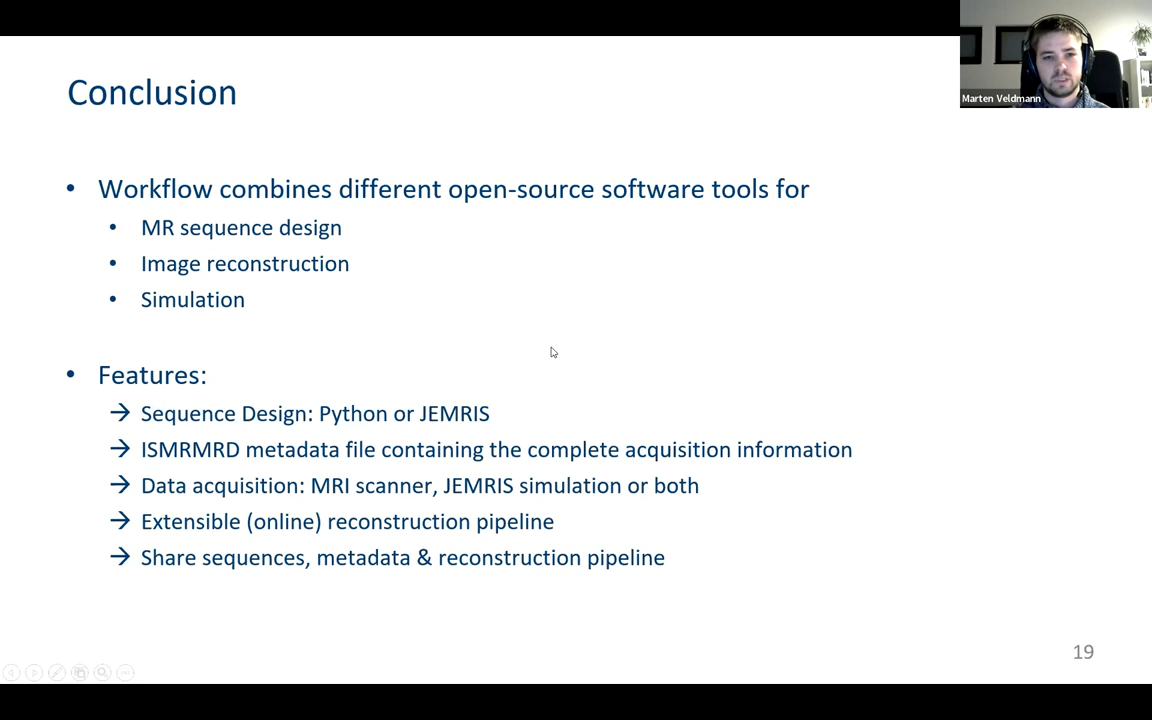 Marten Veldmann
Conclusion
• Workflow combines different open-source software tools for
• MR sequence design
• Image reconstruction
• Simulation
• Features:
→ Sequence Design: Python or JEMRIS
→ ISMRMRD metadata file containing the complete acquisition information
→ Data acquisition: MRI scanner, JEMRIS simulation or both
→ Extensible (online) reconstruction pipeline
→ Share sequences, metadata & reconstruction pipeline
19